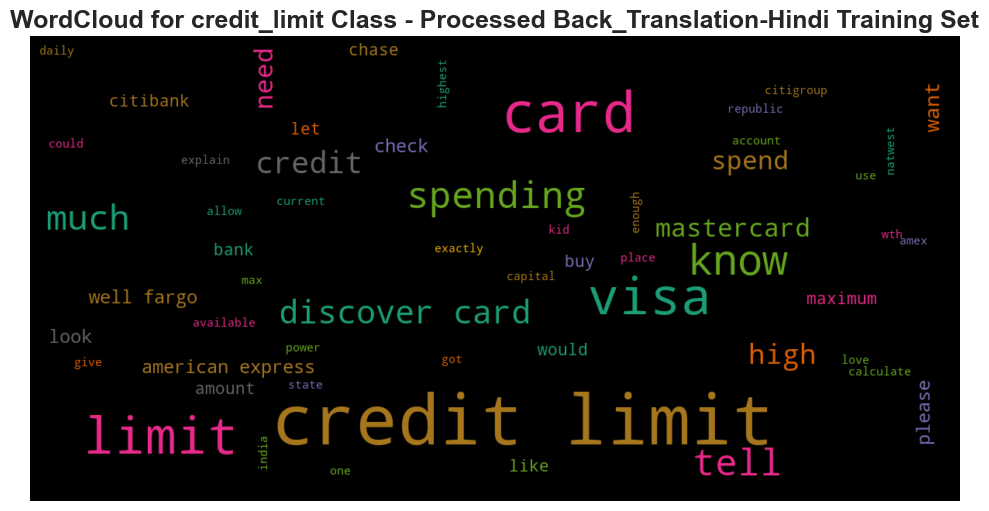 WordCloud for credit_limit Class - Processed Back_Translation-Hindi Training Set
daily
chase
need
highest
citibank
citigroup
want
republic
card
let
could
check
account
natwest
explain
credit
spend
use
spending
much
allow
current
enough
kid
mastercard
wth
amex
bank
exactly
know
buy
place
max
capital
visa
well fargo
maximum
available
discover card
look
power
would
high
give
american express
got
love
calculate
amount
state
please
limit
credit limit
india
one
like
tell